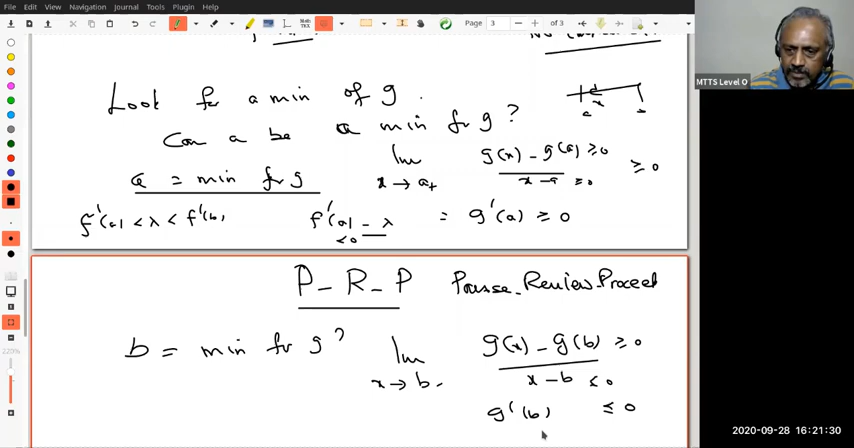 File Edit View Navigation Journal Tools Plugin Help
Page 3 of 3
Look for a min of g.
Can a be a min for g?
a x b
a = min for g
lim x → a+ g(x) – g(a) ≥ 0 / x – a ≥ 0 ≥ 0
f'(a) < λ < f'(b)
f'(a) – λ < 0 = g'(a) ≥ 0
P – R – P Pause – Review – Proceed
b = min for g?
lim x → b- g(x) – g(b) ≥ 0 / x – b ≤ 0
g'(b) ≤ 0
220%
MTTS Level O
2020-09-28 16:21:30